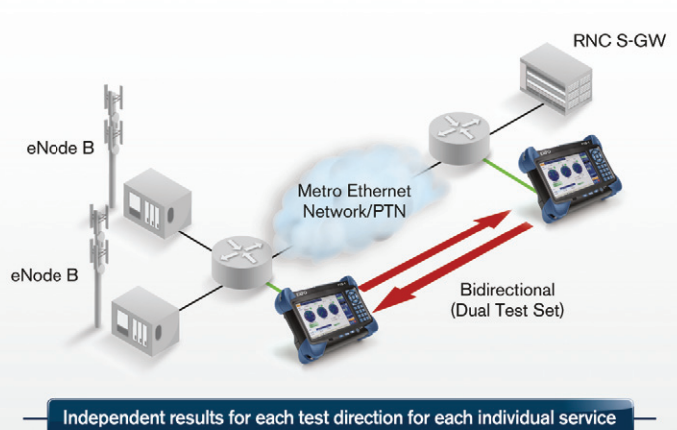 RNC S-GW
eNode B
Metro Ethernet
Network/PTN
eNode B
Bidirectional
(Dual Test Set)
Independent results for each test direction for each individual service